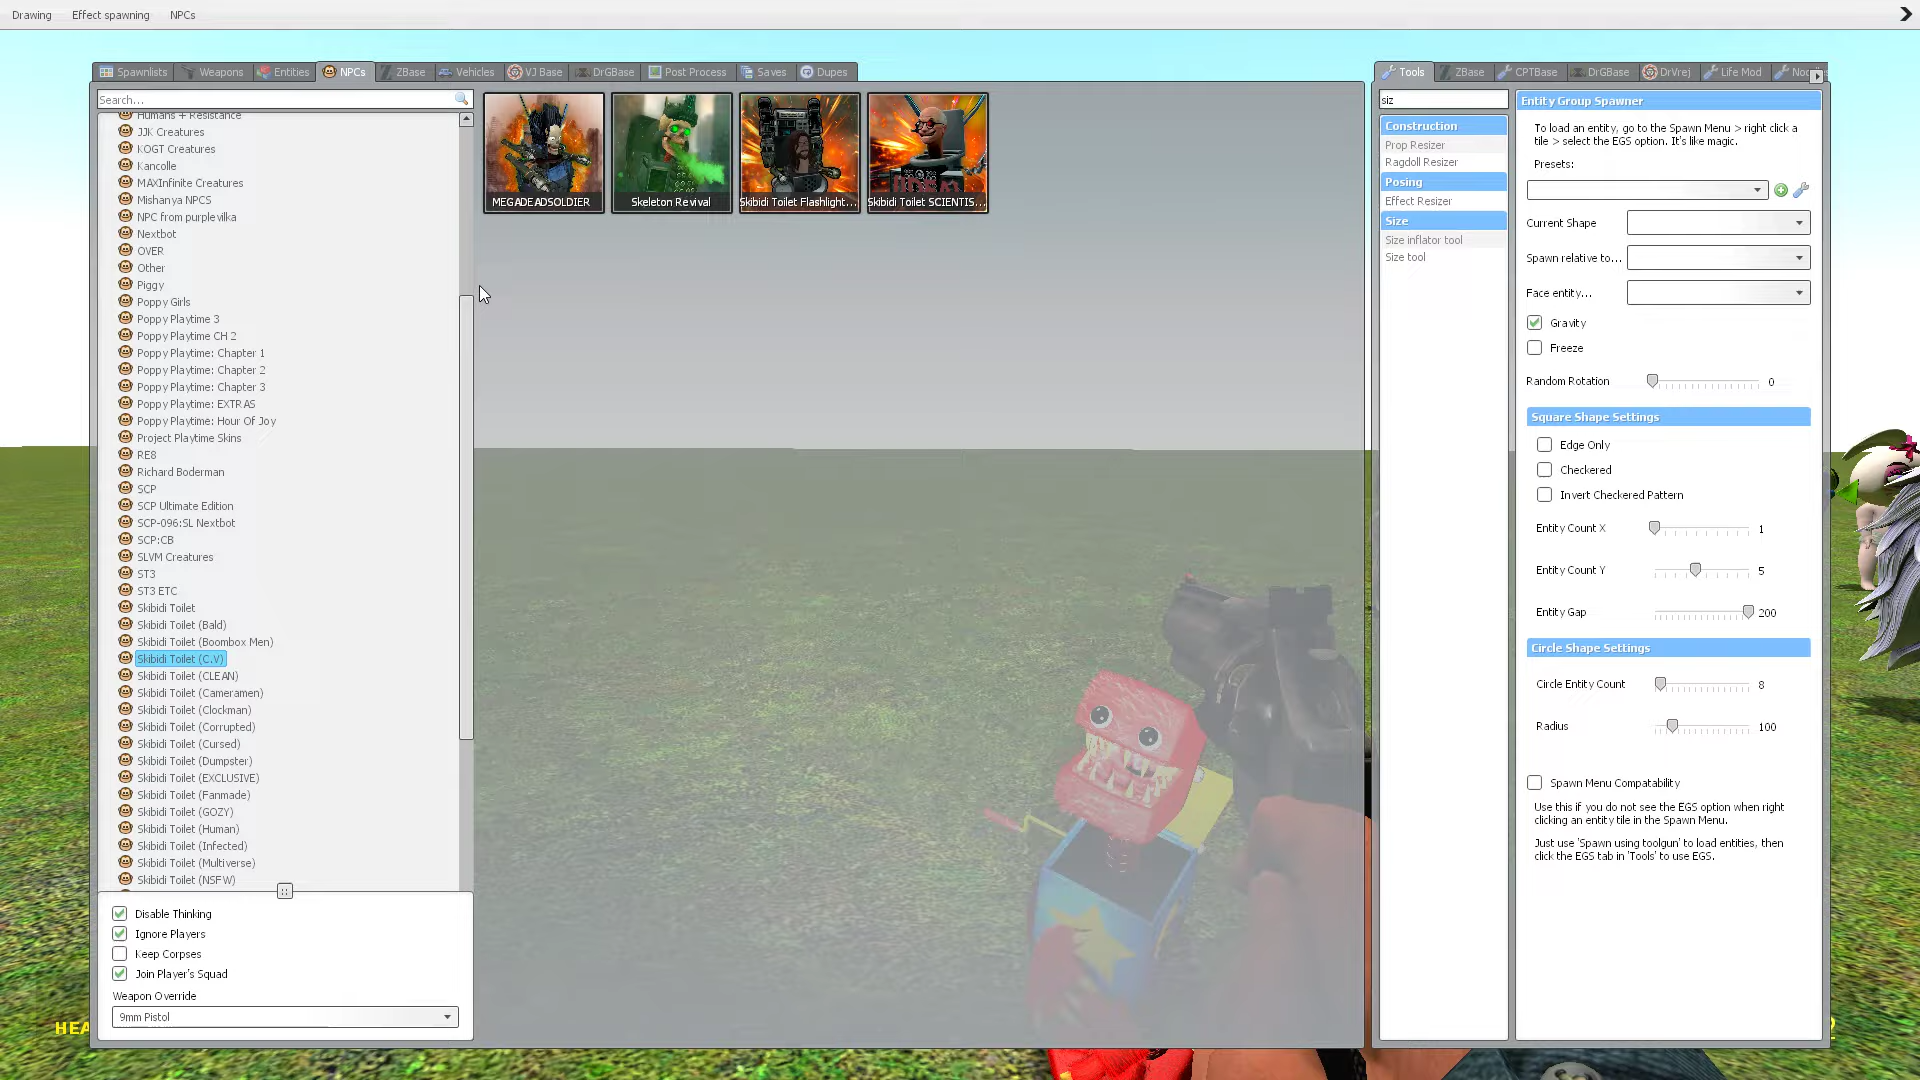 Drawing
Effect spawning
NPCs
Spawnlists
Weapons
Entities
NPCs
ZBase
Vehicles
VJ Base
DrGBase
Post Process
Saves
Dupes
Search...
Humans + Resistance
JJK Creatures
KOGT Creatures
Kancolle
MAXInfinite Creatures
Mishanya NPCS
NPC from purplevilka
Nextbot
OVER
Other
Piggy
Poppy Girls
Poppy Playtime 3
Poppy Playtime CH 2
Poppy Playtime: Chapter 1
Poppy Playtime: Chapter 2
Poppy Playtime: Chapter 3
Poppy Playtime: EXTRAS
Poppy Playtime: Hour Of Joy
Project Playtime Skins
RE8
Richard Boderman
SCP
SCP Ultimate Edition
SCP-096:SL Nextbot
SCP:CB
SLVM Creatures
ST3
ST3 ETC
Skibidi Toilet
Skibidi Toilet (Bald)
Skibidi Toilet (Boombox Men)
Skibidi Toilet (C.V)
Skibidi Toilet (CLEAN)
Skibidi Toilet (Cameramen)
Skibidi Toilet (Clockman)
Skibidi Toilet (Corrupted)
Skibidi Toilet (Cursed)
Skibidi Toilet (Dumpster)
Skibidi Toilet (EXCLUSIVE)
Skibidi Toilet (Fanmade)
Skibidi Toilet (GOZY)
Skibidi Toilet (Human)
Skibidi Toilet (Infected)
Skibidi Toilet (Multiverse)
Skibidi Toilet (NSFW)
Disable Thinking
Ignore Players
Keep Corpses
Join Player's Squad
Weapon Override
9mm Pistol
HEA
MEGADEADSOLDIER
Skeleton Revival
Skibidi Toilet Flashlight...
Skibidi Toilet SCIENTIS...
Tools
ZBase
CPTBase
DrGBase
DrVrej
Life Mod
siz
Construction
Prop Resizer
Ragdoll Resizer
Posing
Effect Resizer
Size
Size inflator tool
Size tool
Entity Group Spawner
To load an entity, go to the Spawn Menu > right click a
tile > select the EGS option. It's like magic.
Presets:
Current Shape
Spawn relative to...
Face entity...
Gravity
Freeze
Random Rotation 0
Square Shape Settings
Edge Only
Checkered
Invert Checkered Pattern
Entity Count X 1
Entity Count Y 5
Entity Gap 200
Circle Shape Settings
Circle Entity Count 8
Radius 100
Spawn Menu Compatability
Use this if you do not see the EGS option when right
clicking an entity tile in the Spawn Menu.
Just use 'Spawn using toolgun' to load entities, then
click the EGS tab in 'Tools' to use EGS.